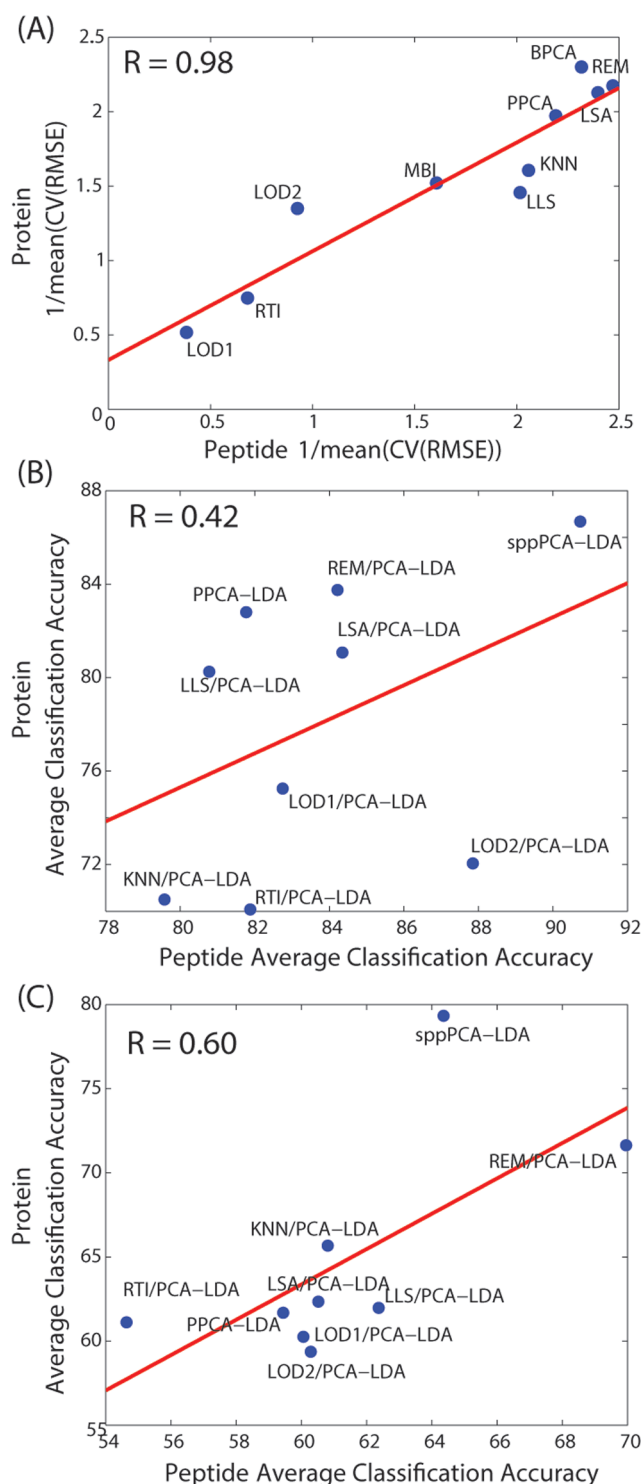 (A)
R = 0.98
2.5
2
1.5
1
0.5
0
0.5
1
1.5
2
2.5
BPCA
REM
PPCA
LSA
MBI
KNN
LLS
LOD2
RTI
LOD1
Protein
1/mean(CV(RMSE)
Peptide 1/mean(CV(RMSE))
(B)
R = 0.42
88
84
80
76
72
78
80
82
84
86
88
90
92
sppPCA-LDA
REM/PCA-LDA
PPCA-LDA
LSA/PCA-LDA
LLS/PCA-LDA
LOD1/PCA-LDA
LOD2/PCA-LDA
KNN/PCA-LDA
RTI/PCA-LDA
Protein
Average Classification Accuracy
Peptide Average Classification Accuracy
(C)
R = 0.60
80
75
70
65
60
55
54
56
58
60
62
64
66
68
70
sppPCA-LDA
REM/PCA-LDA
KNN/PCA-LDA
RTI/PCA-LDA
LSA/PCA-LDA
LLS/PCA-LDA
PPCA-LDA
LOD1/PCA-LDA
LOD2/PCA-LDA
Protein
Average Classification Accuracy
Peptide Average Classification Accuracy